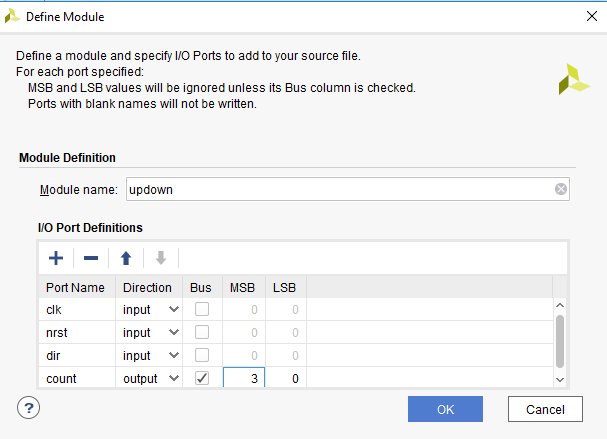 Define Module
Define a module and specify I/O Ports to add to your source file.
For each port specified:
MSB and LSB values will be ignored unless its Bus column is checked.
Ports with blank names will not be written.
Module Definition
Module name: updown
I/O Port Definitions
Port Name Direction Bus MSB LSB
clk input 0 0
nrst input 0 0
dir input 0 0
count output 3 0
? OK Cancel